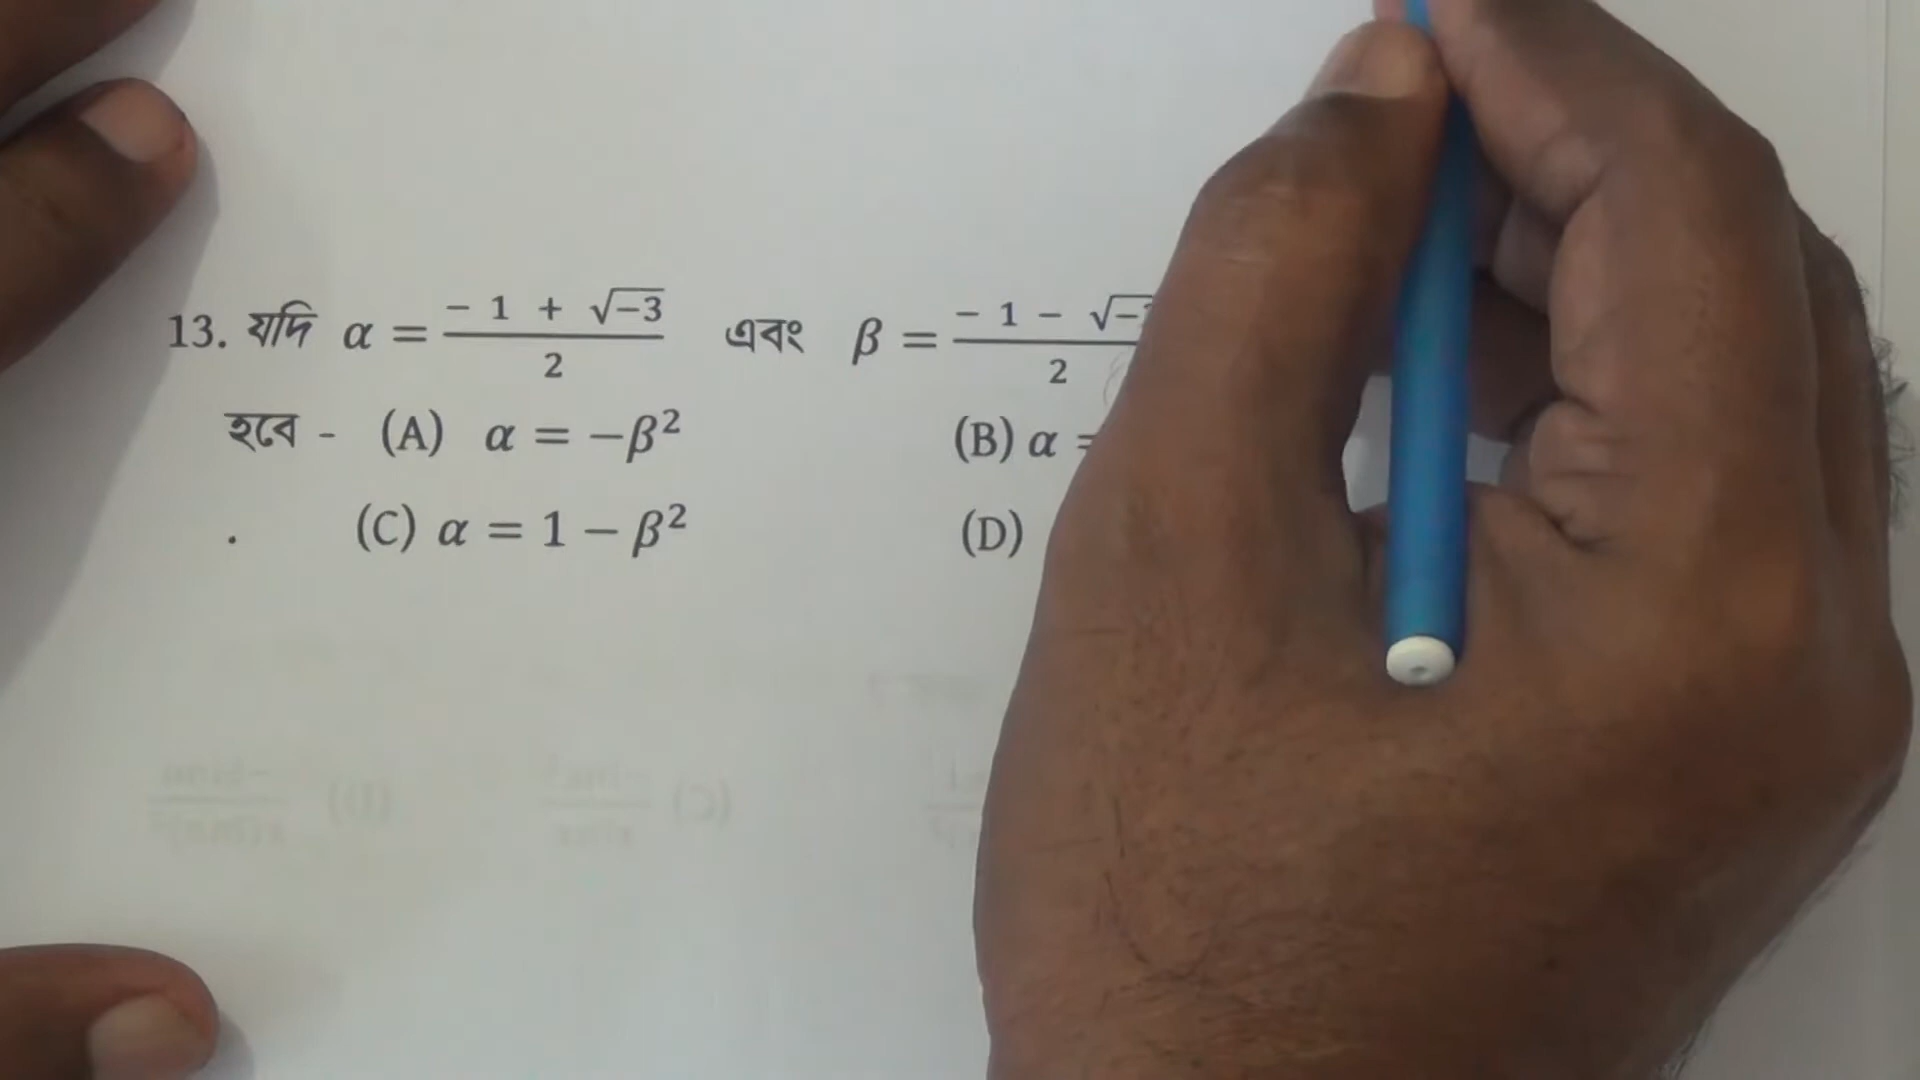 13. যদি α = (- 1 + √-3)/2 এবং β = (- 1 - √-)/2
হবে - (A) α = -β² (B) α =
. (C) α = 1 - β² (D)